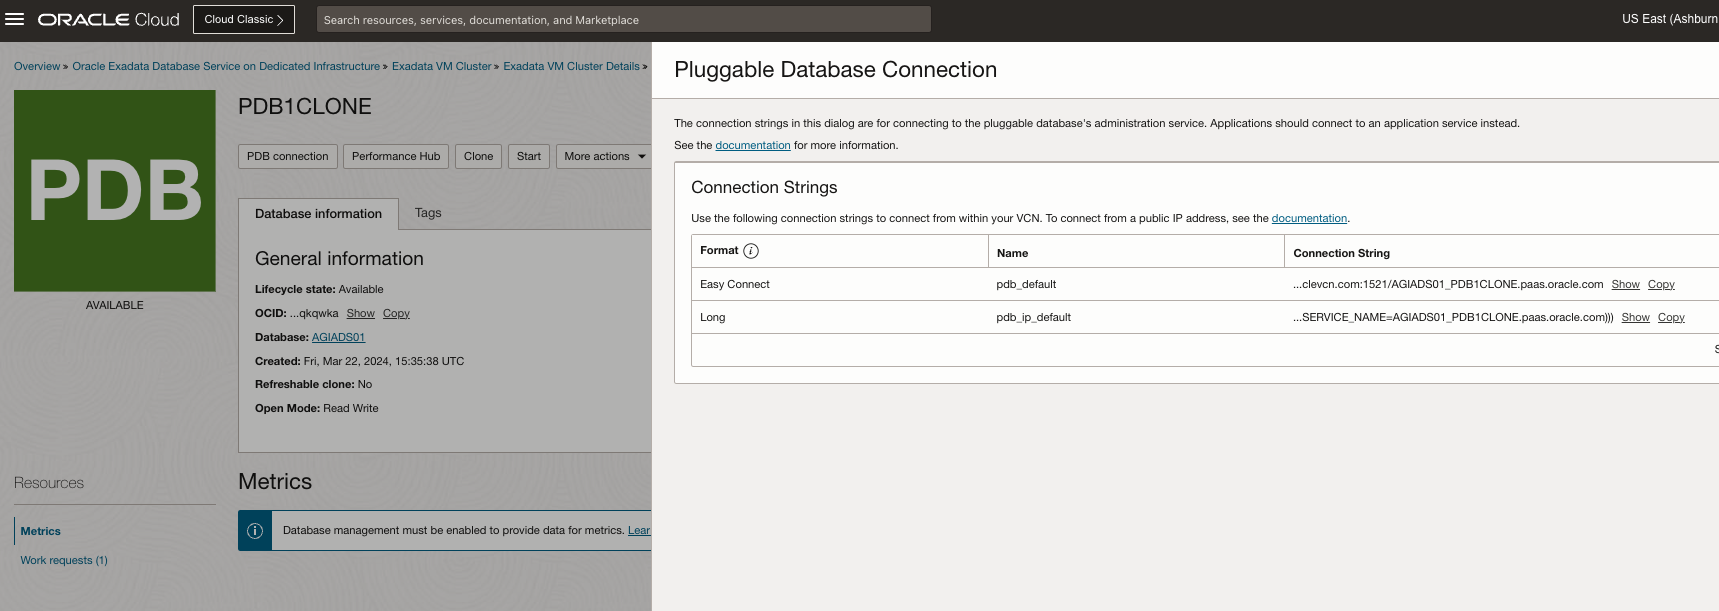 ORACLE Cloud
Cloud Classic >
Search resources, services, documentation, and Marketplace
US East (Ashburn
Overview » Oracle Exadata Database Service on Dedicated Infrastructure » Exadata VM Cluster » Exadata VM Cluster Details »
PDB
AVAILABLE
PDB1CLONE
PDB connection
Performance Hub
Clone
Start
More actions
Database information
Tags
General information
Lifecycle state: Available
OCID: ...qkqwka Show Copy
Database: AGIADS01
Created: Fri, Mar 22, 2024, 15:35:38 UTC
Refreshable clone: No
Open Mode: Read Write
Resources
Metrics
Work requests (1)
Metrics
Database management must be enabled to provide data for metrics. Lear
Pluggable Database Connection
The connection strings in this dialog are for connecting to the pluggable database's administration service. Applications should connect to an application service instead.
See the documentation for more information.
Connection Strings
Use the following connection strings to connect from within your VCN. To connect from a public IP address, see the documentation.
Format Name Connection String
Easy Connect pdb_default ...clevcn.com:1521/AGIADS01_PDB1CLONE.paas.oracle.com Show Copy
Long pdb_ip_default ...SERVICE_NAME=AGIADS01_PDB1CLONE.paas.oracle.com))) Show Copy